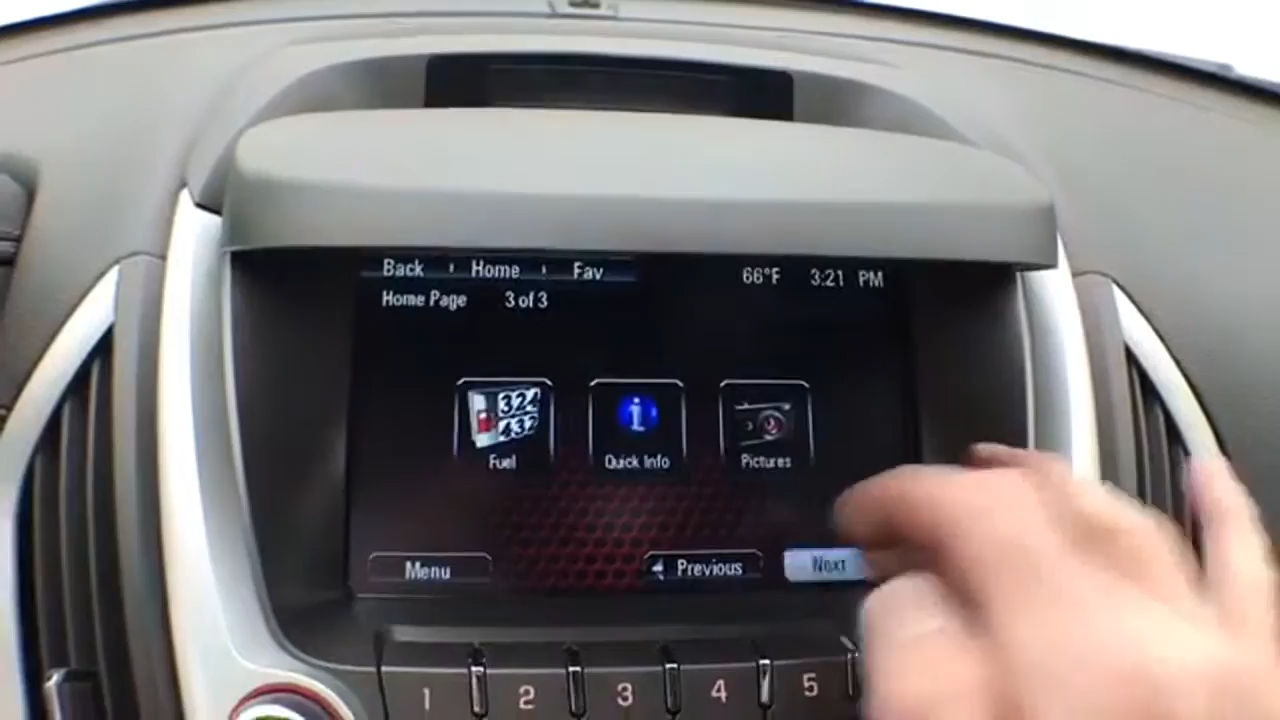 Back Home Fav 66°F 3:21 PM
Home Page 3 of 3
324
432
Fuel Quick Info Pictures
Menu Previous Next
1 2 3 4 5